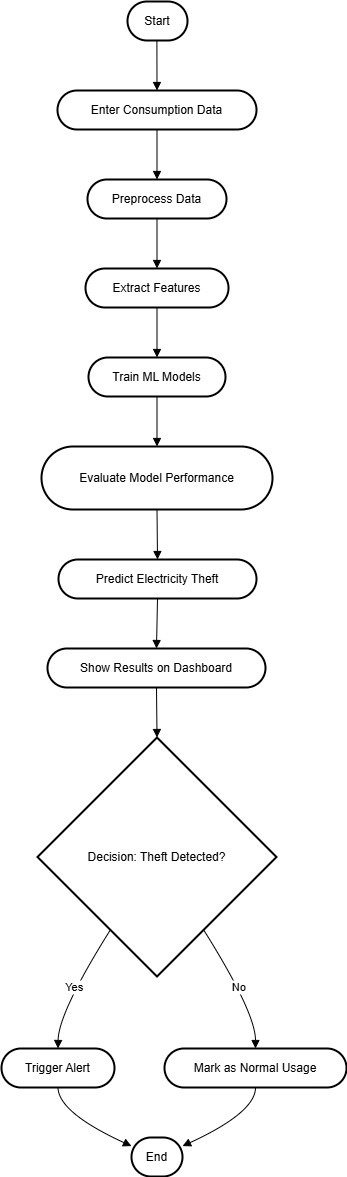 Start
Enter Consumption Data
Preprocess Data
Extract Features
Train ML Models
Evaluate Model Performance
Predict Electricity Theft
Show Results on Dashboard
Decision: Theft Detected?
Yes
No
Trigger Alert
Mark as Normal Usage
End